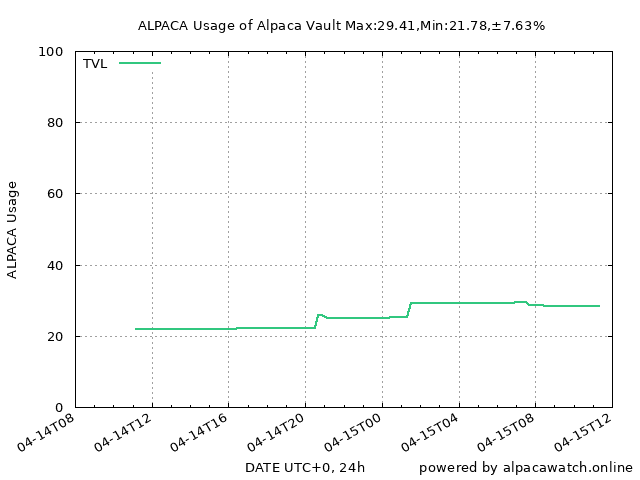 ALPACA Usage of Alpaca Vault Max:29.41,Min:21.78,±7.63%
TVL
100
80
60
40
20
0
ALPACA Usage
04-14T08
04-14T12
04-14T16
04-14T20
04-15T00
04-15T04
04-15T08
04-15T12
DATE UTC+0, 24h
powered by alpacawatch.online